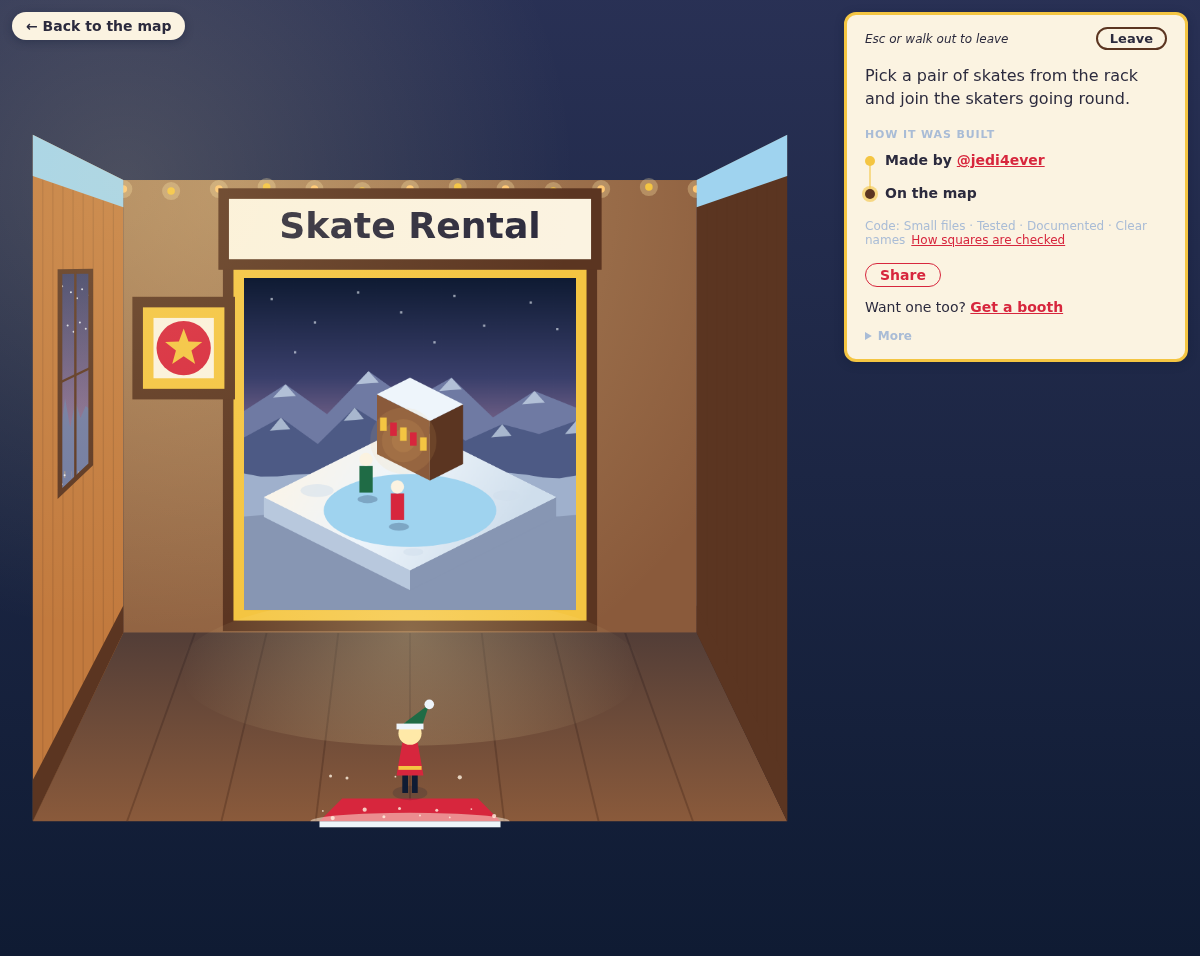 ← Back to the map
Esc or walk out to leave
Leave
Pick a pair of skates from the rack
and join the skaters going round.
HOW IT WAS BUILT
Made by @jedi4ever
On the map
Code: Small files · Tested · Documented · Clear
names How squares are checked
Share
Want one too? Get a booth
More
Skate Rental